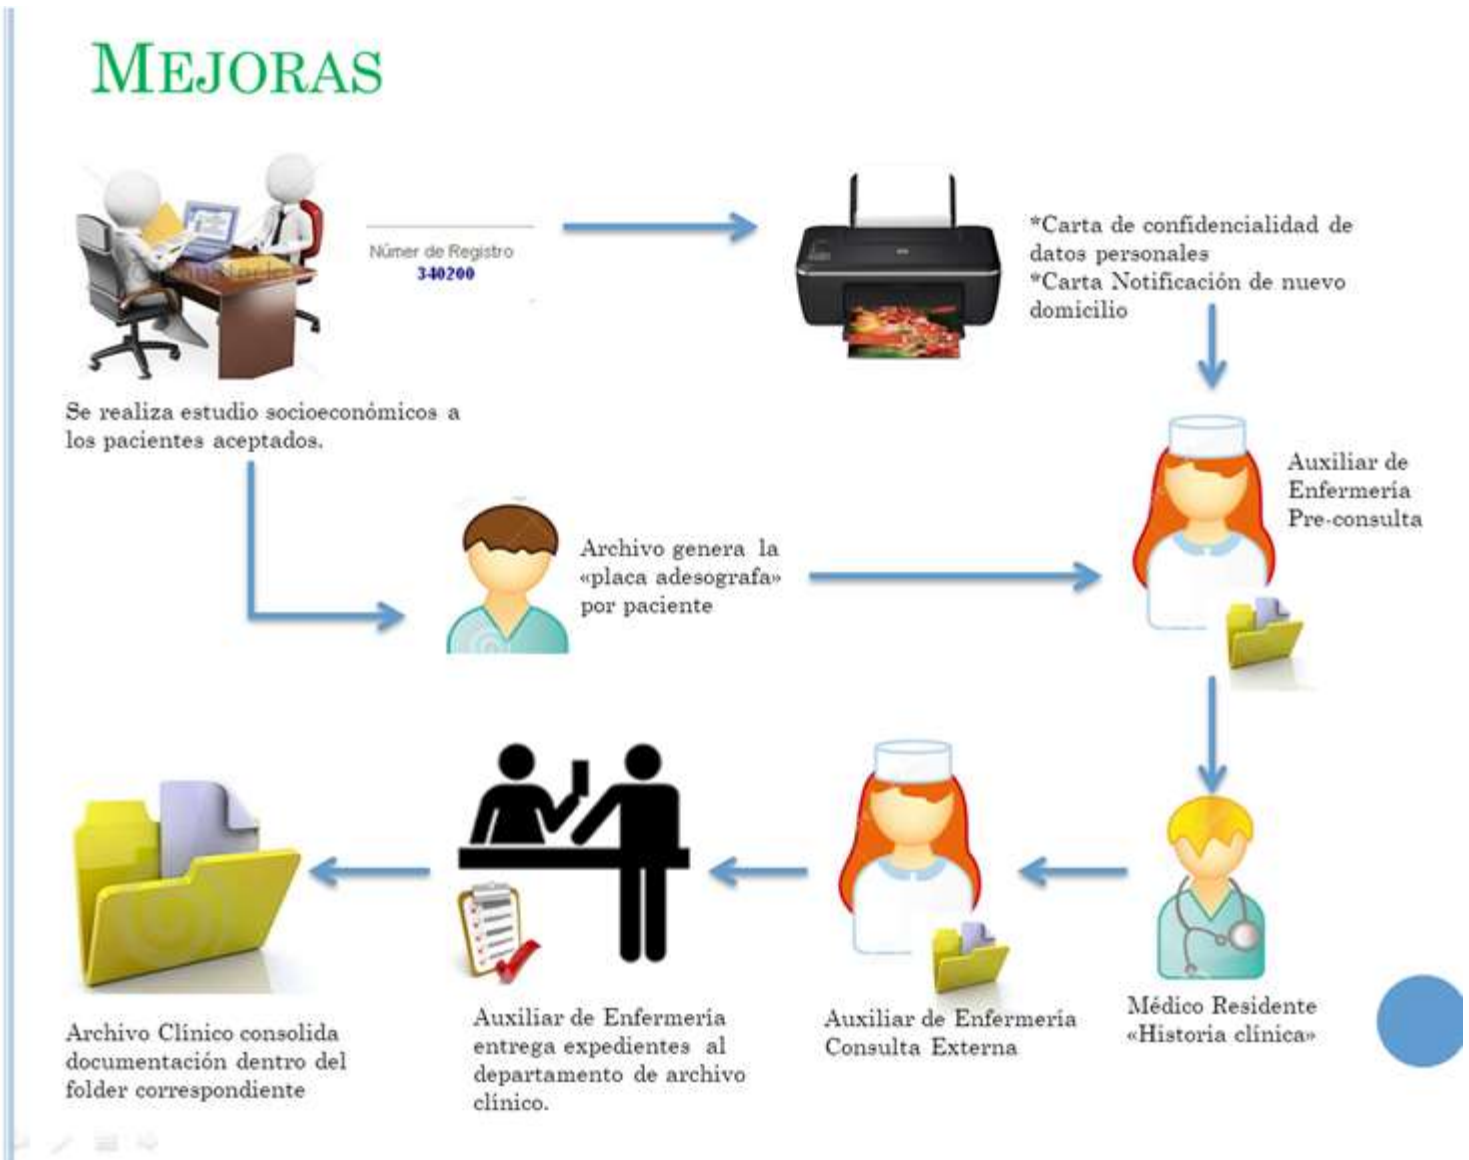 MEJORAS
Númer de Registro
340200
*Carta de confidencialidad de
datos personales
*Carta Notificación de nuevo
domicilio
Se realiza estudio socioeconómicos a
los pacientes aceptados.
Auxiliar de
Enfermería
Pre-consulta
Archivo genera la
«placa adesografa»
por paciente
Archivo Clínico consolida
documentación dentro del
folder correspondiente
Auxiliar de Enfermería
entrega expedientes al
departamento de archivo
clínico.
Auxiliar de Enfermería
Consulta Externa
Médico Residente
«Historia clínica»